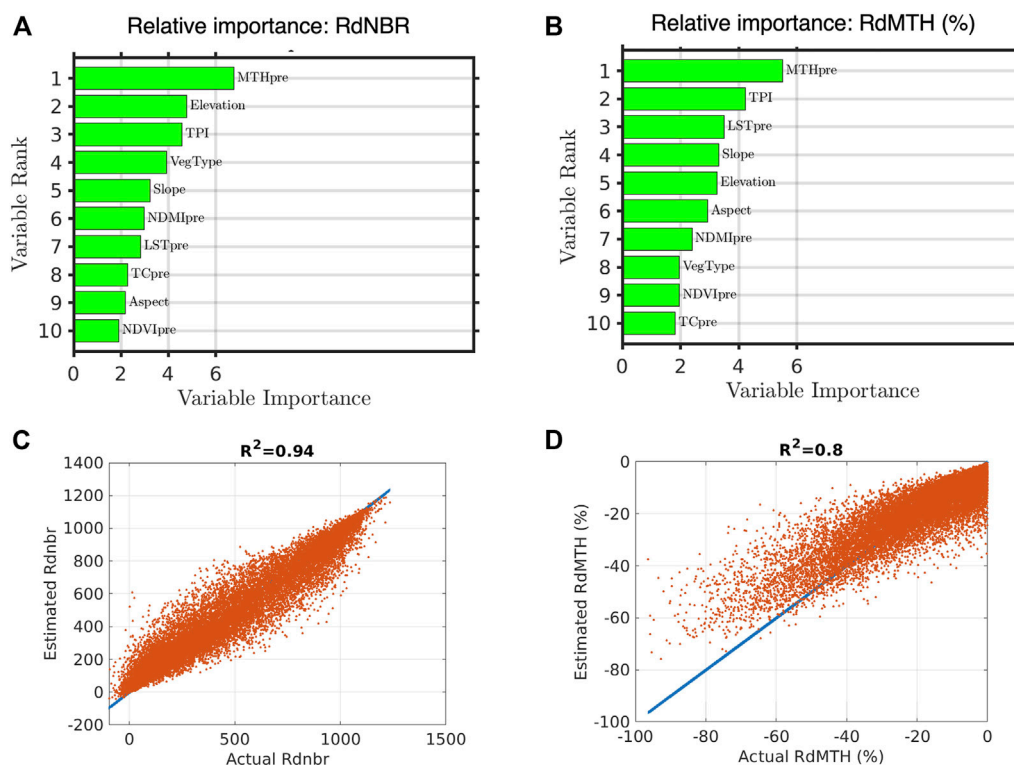 A
Relative importance: RdNBR
Variable Rank
1 MTHpre
2 Elevation
3 TPI
4 VegType
5 Slope
6 NDMIpre
7 LSTpre
8 TCpre
9 Aspect
10 NDVIpre
0 2 4 6
Variable Importance
B
Relative importance: RdMTH (%)
Variable Rank
1 MTHpre
2 TPI
3 LSTpre
4 Slope
5 Elevation
6 Aspect
7 NDMIpre
8 VegType
9 NDVIpre
10 TCpre
0 2 4 6
Variable Importance
C
R²=0.94
Estimated Rdnbr
1400
1200
1000
800
600
400
200
0
-200
0 500 1000 1500
Actual Rdnbr
D
R²=0.8
Estimated RdMTH (%)
0
-20
-40
-60
-80
-100
-100 -80 -60 -40 -20 0
Actual RdMTH (%)